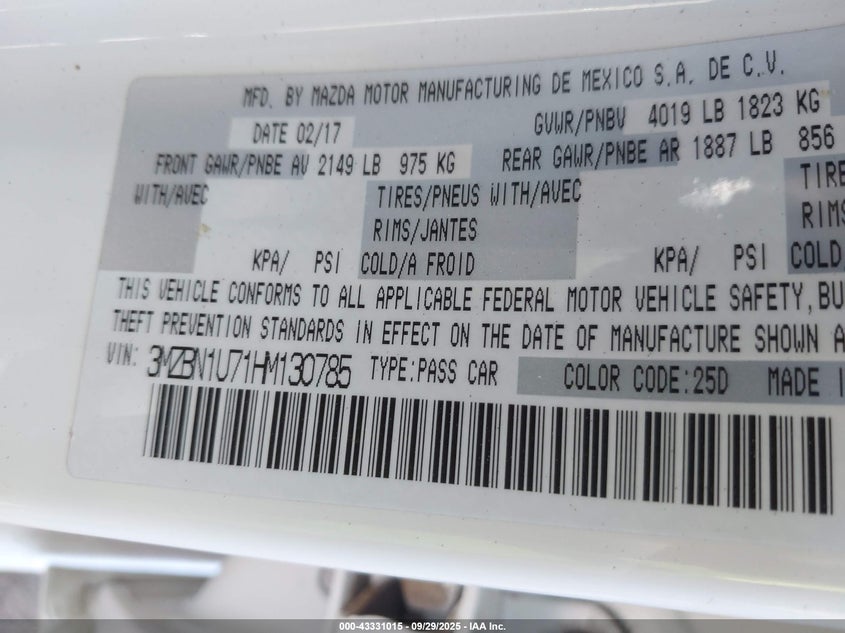 MFD. BY MAZDA MOTOR MANUFACTURING DE MEXICO S.A. DE C.V.
DATE 02/17 GVWR/PNBV 4019 LB 1823 KG
FRONT GAWR/PNBE AV 2149 LB 975 KG REAR GAWR/PNBE AR 1887 LB 856
WITH/AVEC TIRES/PNEUS WITH/AVEC TIRE
RIMS/JANTES RIMS
KPA/ PSI COLD/A FROID KPA/ PSI COLD
THIS VEHICLE CONFORMS TO ALL APPLICABLE FEDERAL MOTOR VEHICLE SAFETY, BU
THEFT PREVENTION STANDARDS IN EFFECT ON THE DATE OF MANUFACTURE SHOWN A
VIN: 3MZBN1U71HM130785 TYPE:PASS CAR COLOR CODE:25D MADE I
000-43331015 - 09/29/2025 - IAA Inc.